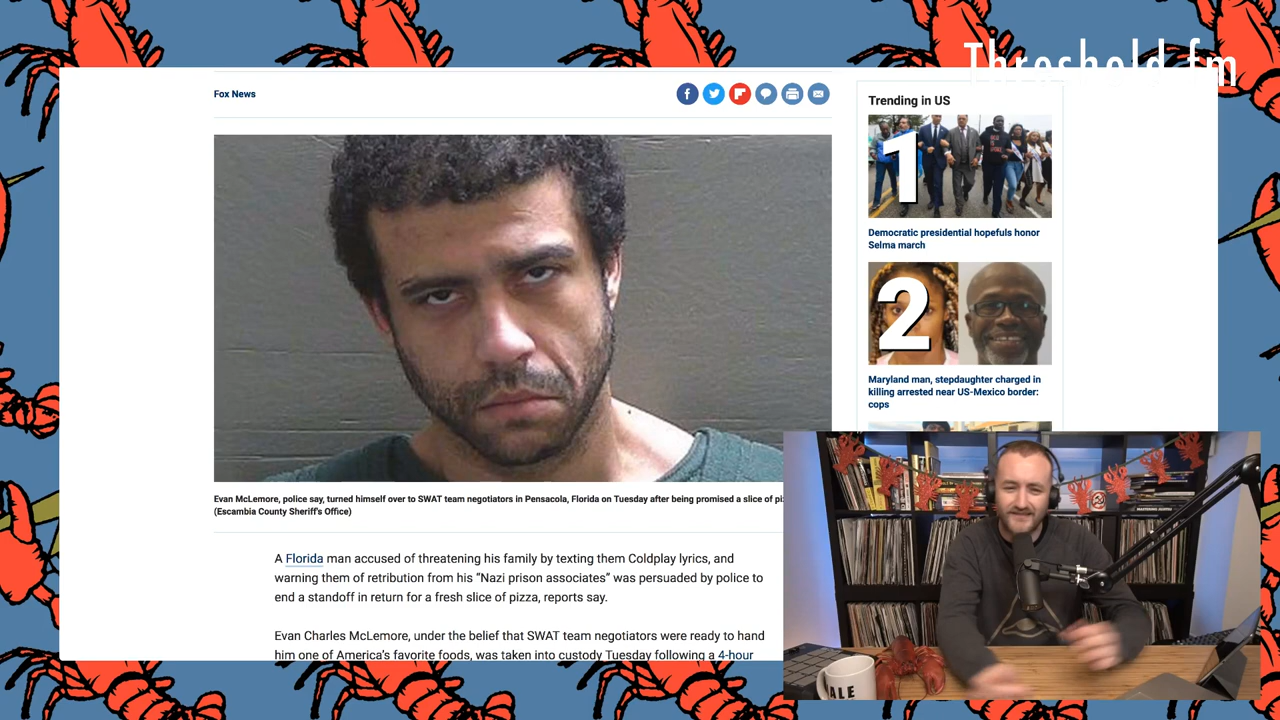 Threshold.fm
Fox News
Trending in US
1
Democratic presidential hopefuls honor
Selma march
2
Maryland man, stepdaughter charged in
killing arrested near US-Mexico border:
cops
Evan McLemore, police say, turned himself over to SWAT team negotiators in Pensacola, Florida on Tuesday after being promised a slice of
(Escambia County Sheriff's Office)
A Florida man accused of threatening his family by texting them Coldplay lyrics, and
warning them of retribution from his “Nazi prison associates” was persuaded by police to
end a standoff in return for a fresh slice of pizza, reports say.
Evan Charles McLemore, under the belief that SWAT team negotiators were ready to hand
him one of America’s favorite foods, was taken into custody Tuesday following a 4-hour
ALE